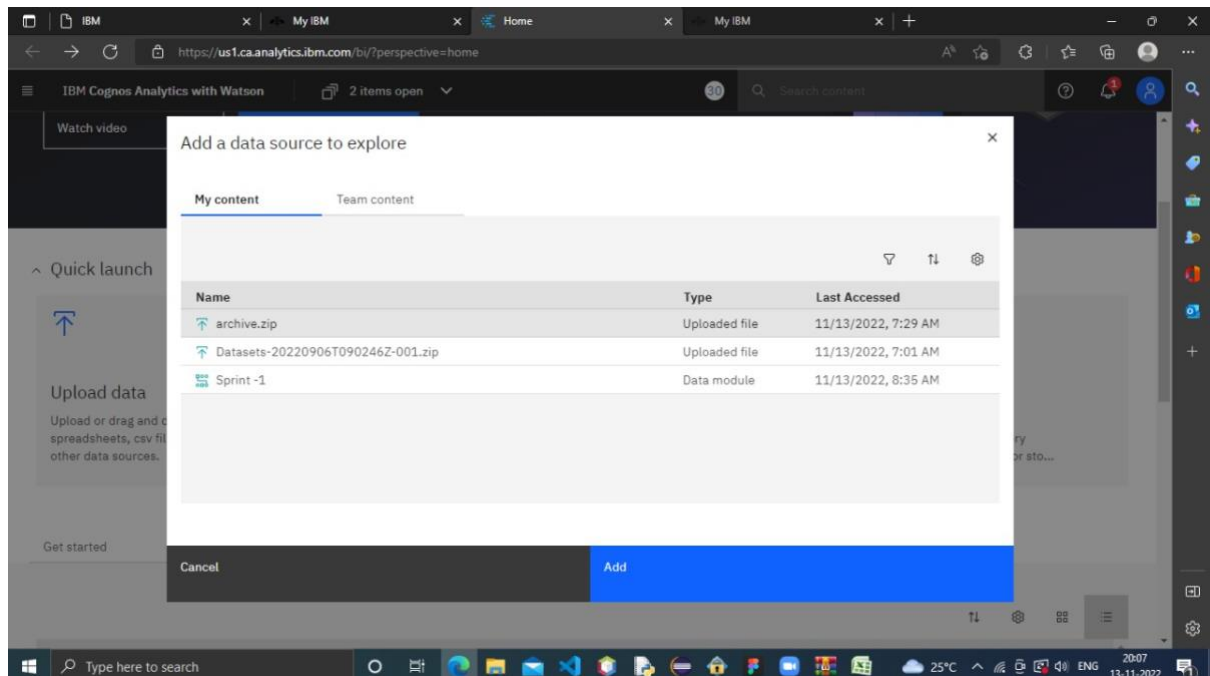 IBM
My IBM
Home
My IBM
https://us1.ca.analytics.ibm.com/bi/?perspective=home
IBM Cognos Analytics with Watson
2 items open
30
Search content
1
Watch video
Add a data source to explore
My content
Team content
Quick launch
Name Type Last Accessed
archive.zip Uploaded file 11/13/2022, 7:29 AM
Datasets-20220906T090246Z-001.zip Uploaded file 11/13/2022, 7:01 AM
Sprint -1 Data module 11/13/2022, 8:35 AM
Upload data
Upload or drag and
spreadsheets, csv
other data sources.
or sto...
Get started
Cancel
Add
Type here to search
25°C
ENG
20:07
13-11-2022